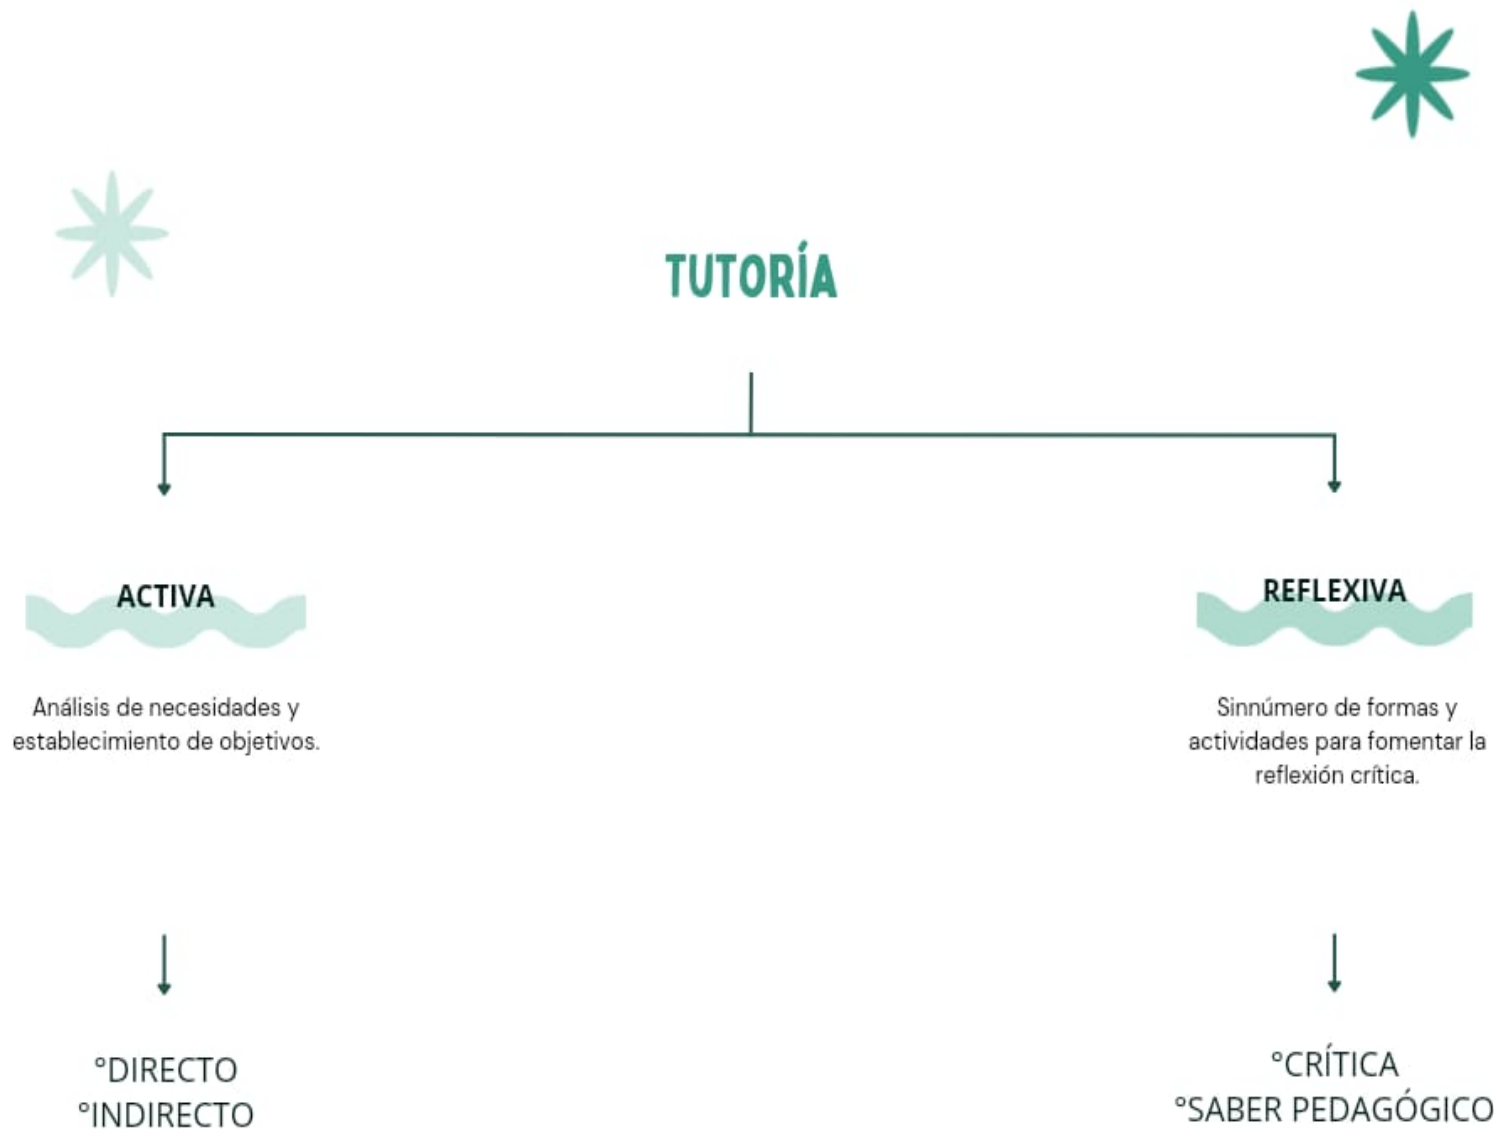 TUTORÍA
ACTIVA
Análisis de necesidades y
establecimiento de objetivos.
°DIRECTO
°INDIRECTO
REFLEXIVA
Sinnúmero de formas y
actividades para fomentar la
reflexión crítica.
°CRÍTICA
°SABER PEDAGÓGICO